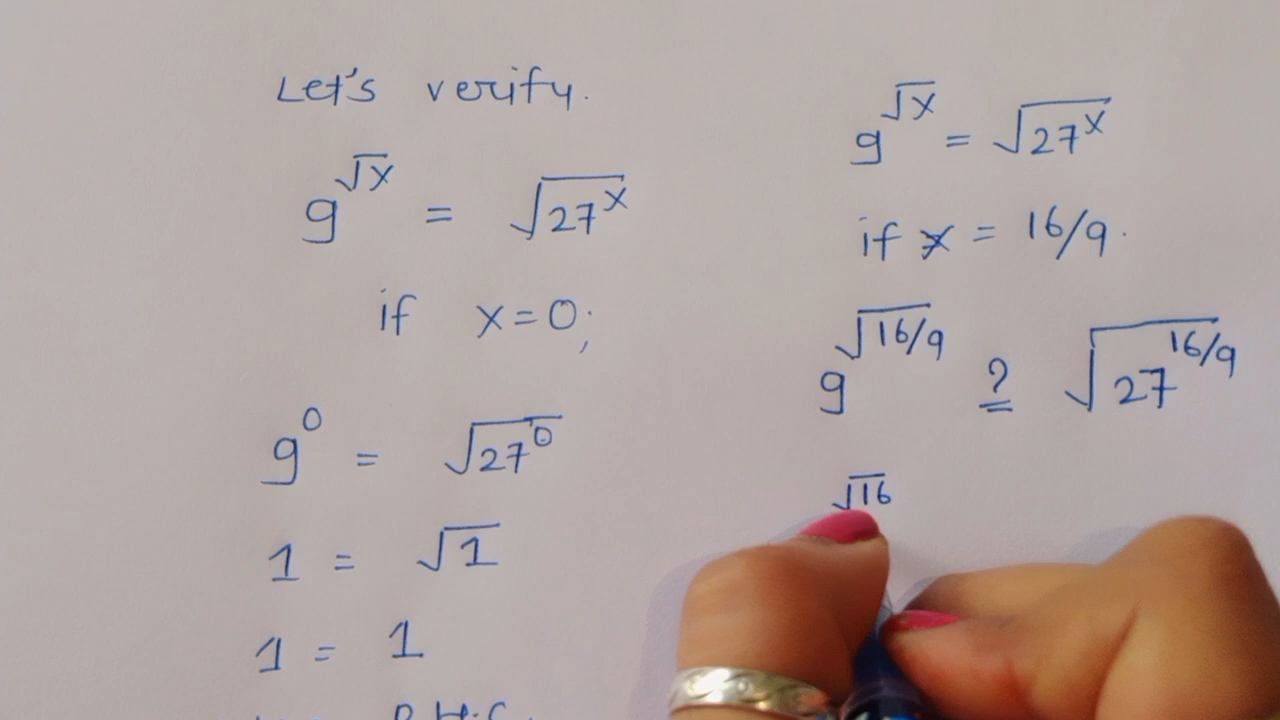 Let's verify.
9^√x = √27^x
if x=0;
9^0 = √27^0
1 = √1
1 = 1
R.H.S.
9^√x = √27^x
if x = 16/9.
9^√16/9 ≟ √27^16/9
√16